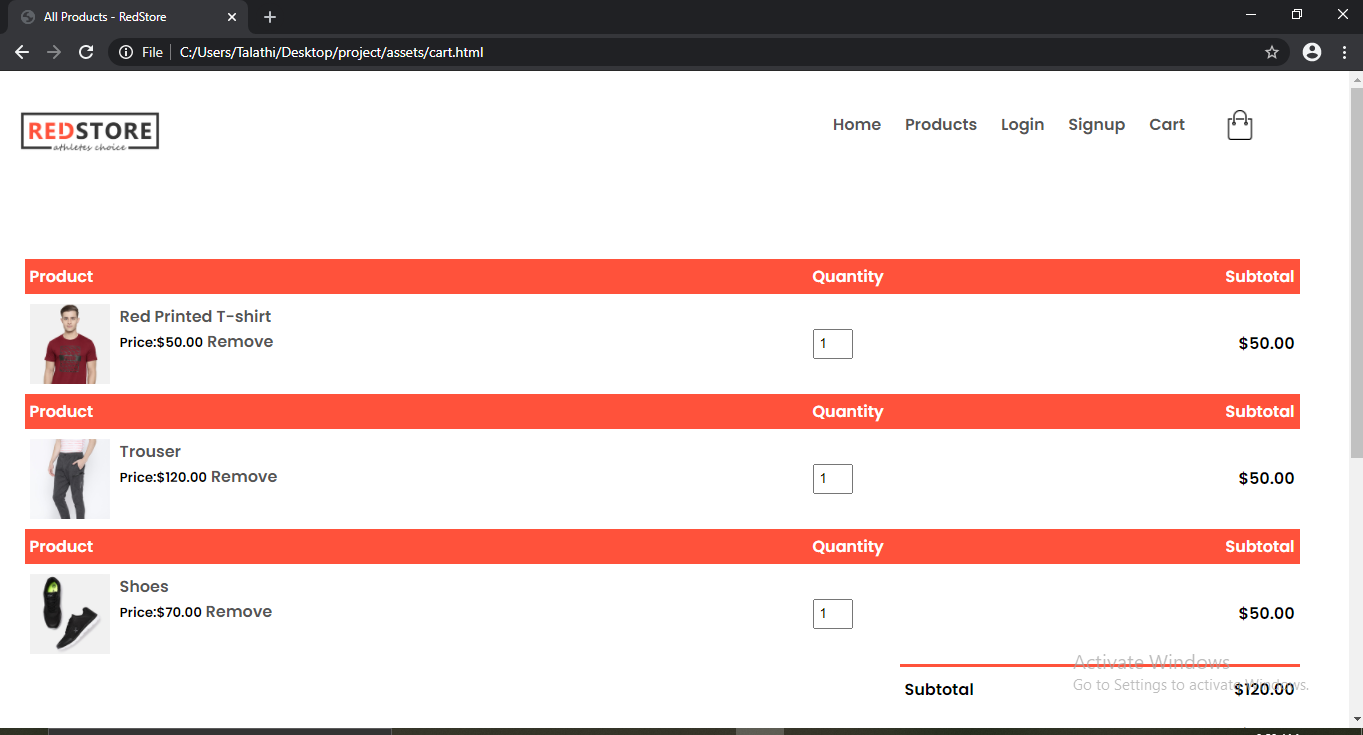 All Products - RedStore
File C:/Users/Talathi/Desktop/project/assets/cart.html
REDSTORE
athletes choice
Home Products Login Signup Cart
Product Quantity Subtotal
Red Printed T-shirt
Price:$50.00 Remove
1
$50.00
Product Quantity Subtotal
Trouser
Price:$120.00 Remove
1
$50.00
Product Quantity Subtotal
Shoes
Price:$70.00 Remove
1
$50.00
Activate Windows
Go to Settings to activate Windows.
Subtotal $120.00